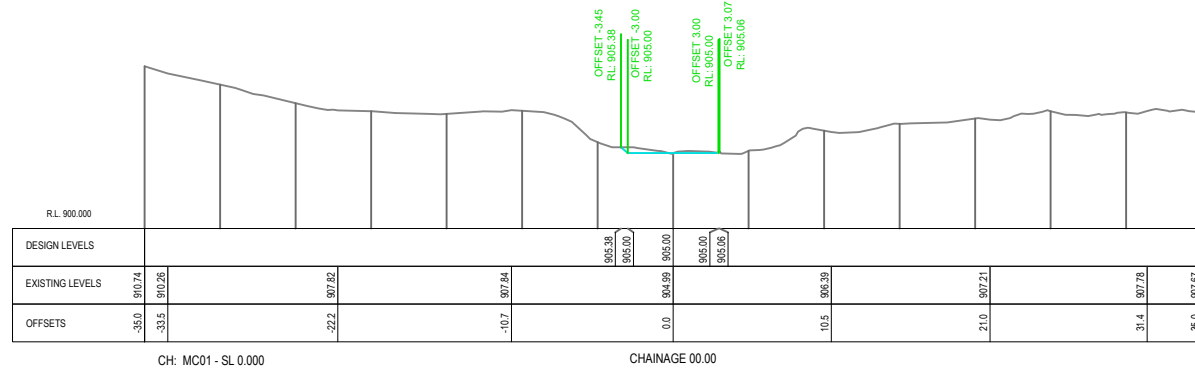 OFFSET -3.45
RL: 905.38
OFFSET -3.00
RL: 905.00
OFFSET 3.00
RL: 905.00
OFFSET 3.07
RL: 905.06
R.L. 900.000
DESIGN LEVELS
905.38
905.00
905.00
905.00
905.06
EXISTING LEVELS
910.74
910.26
907.82
907.84
904.99
906.39
907.21
907.78
907.67
OFFSETS
-35.0
-33.5
-22.2
-10.7
0.0
10.5
21.0
31.4
35.0
CH: MC01 - SL 0.000
CHAINAGE 00.00